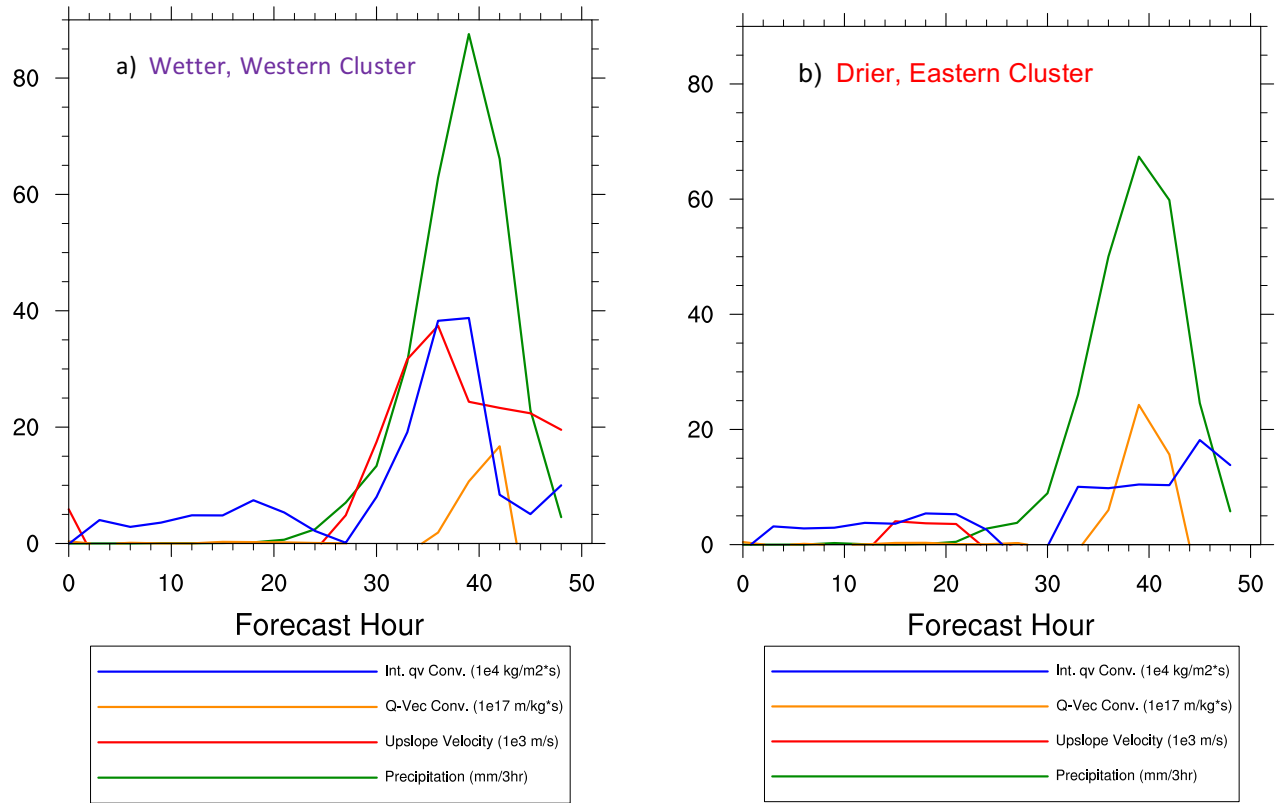 a) Wetter, Western Cluster
80
60
40
20
0
0 10 20 30 40 50
Forecast Hour
Int. qv Conv. (1e4 kg/m2*s)
Q-Vec Conv. (1e17 m/kg*s)
Upslope Velocity (1e3 m/s)
Precipitation (mm/3hr)
b) Drier, Eastern Cluster
80
60
40
20
0
0 10 20 30 40 50
Forecast Hour
Int. qv Conv. (1e4 kg/m2*s)
Q-Vec Conv. (1e17 m/kg*s)
Upslope Velocity (1e3 m/s)
Precipitation (mm/3hr)